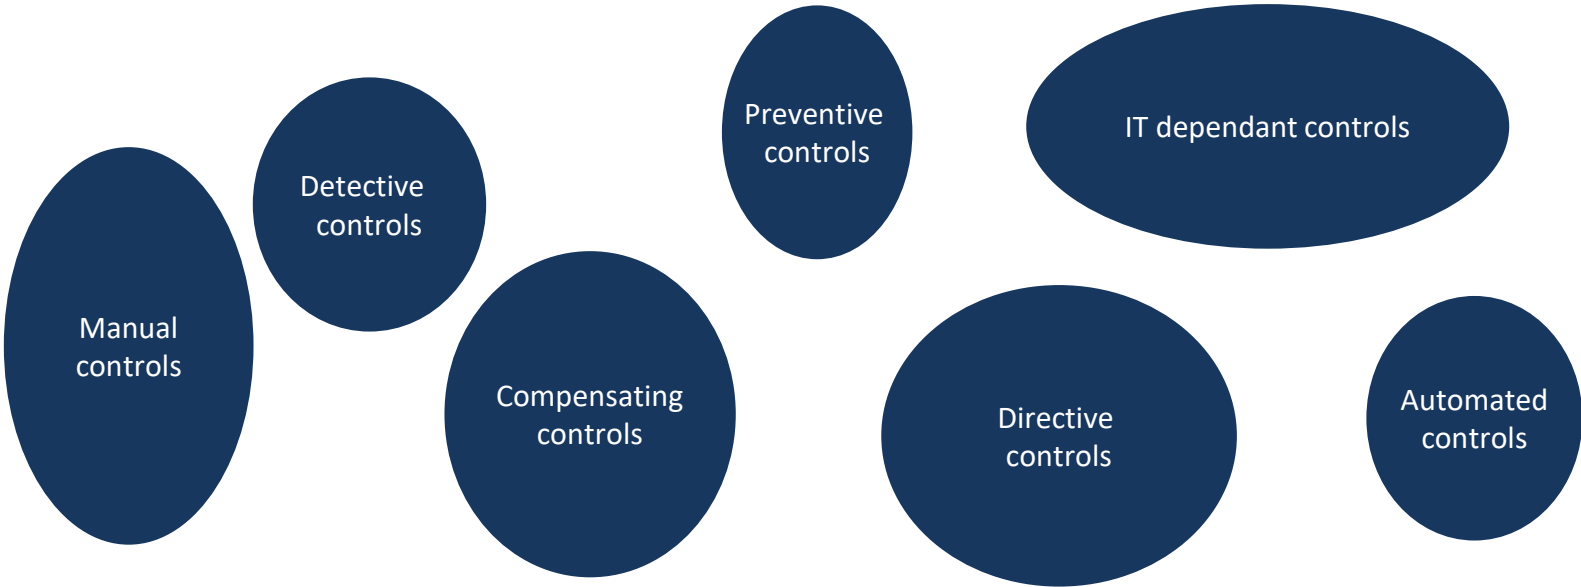 Preventive
controls
IT dependant controls
Detective
controls
Manual
controls
Compensating
controls
Directive
controls
Automated
controls